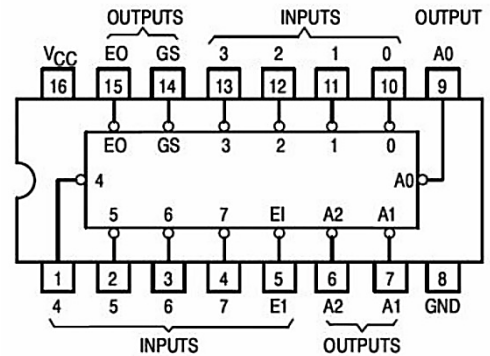 OUTPUTS INPUTS OUTPUT
VCC EO GS 3 2 1 0 A0
16 15 14 13 12 11 10 9
EO GS 3 2 1 0
4 A0
5 6 7 EI A2 A1
1 2 3 4 5 6 7 8
4 5 6 7 E1 A2 A1 GND
INPUTS OUTPUTS